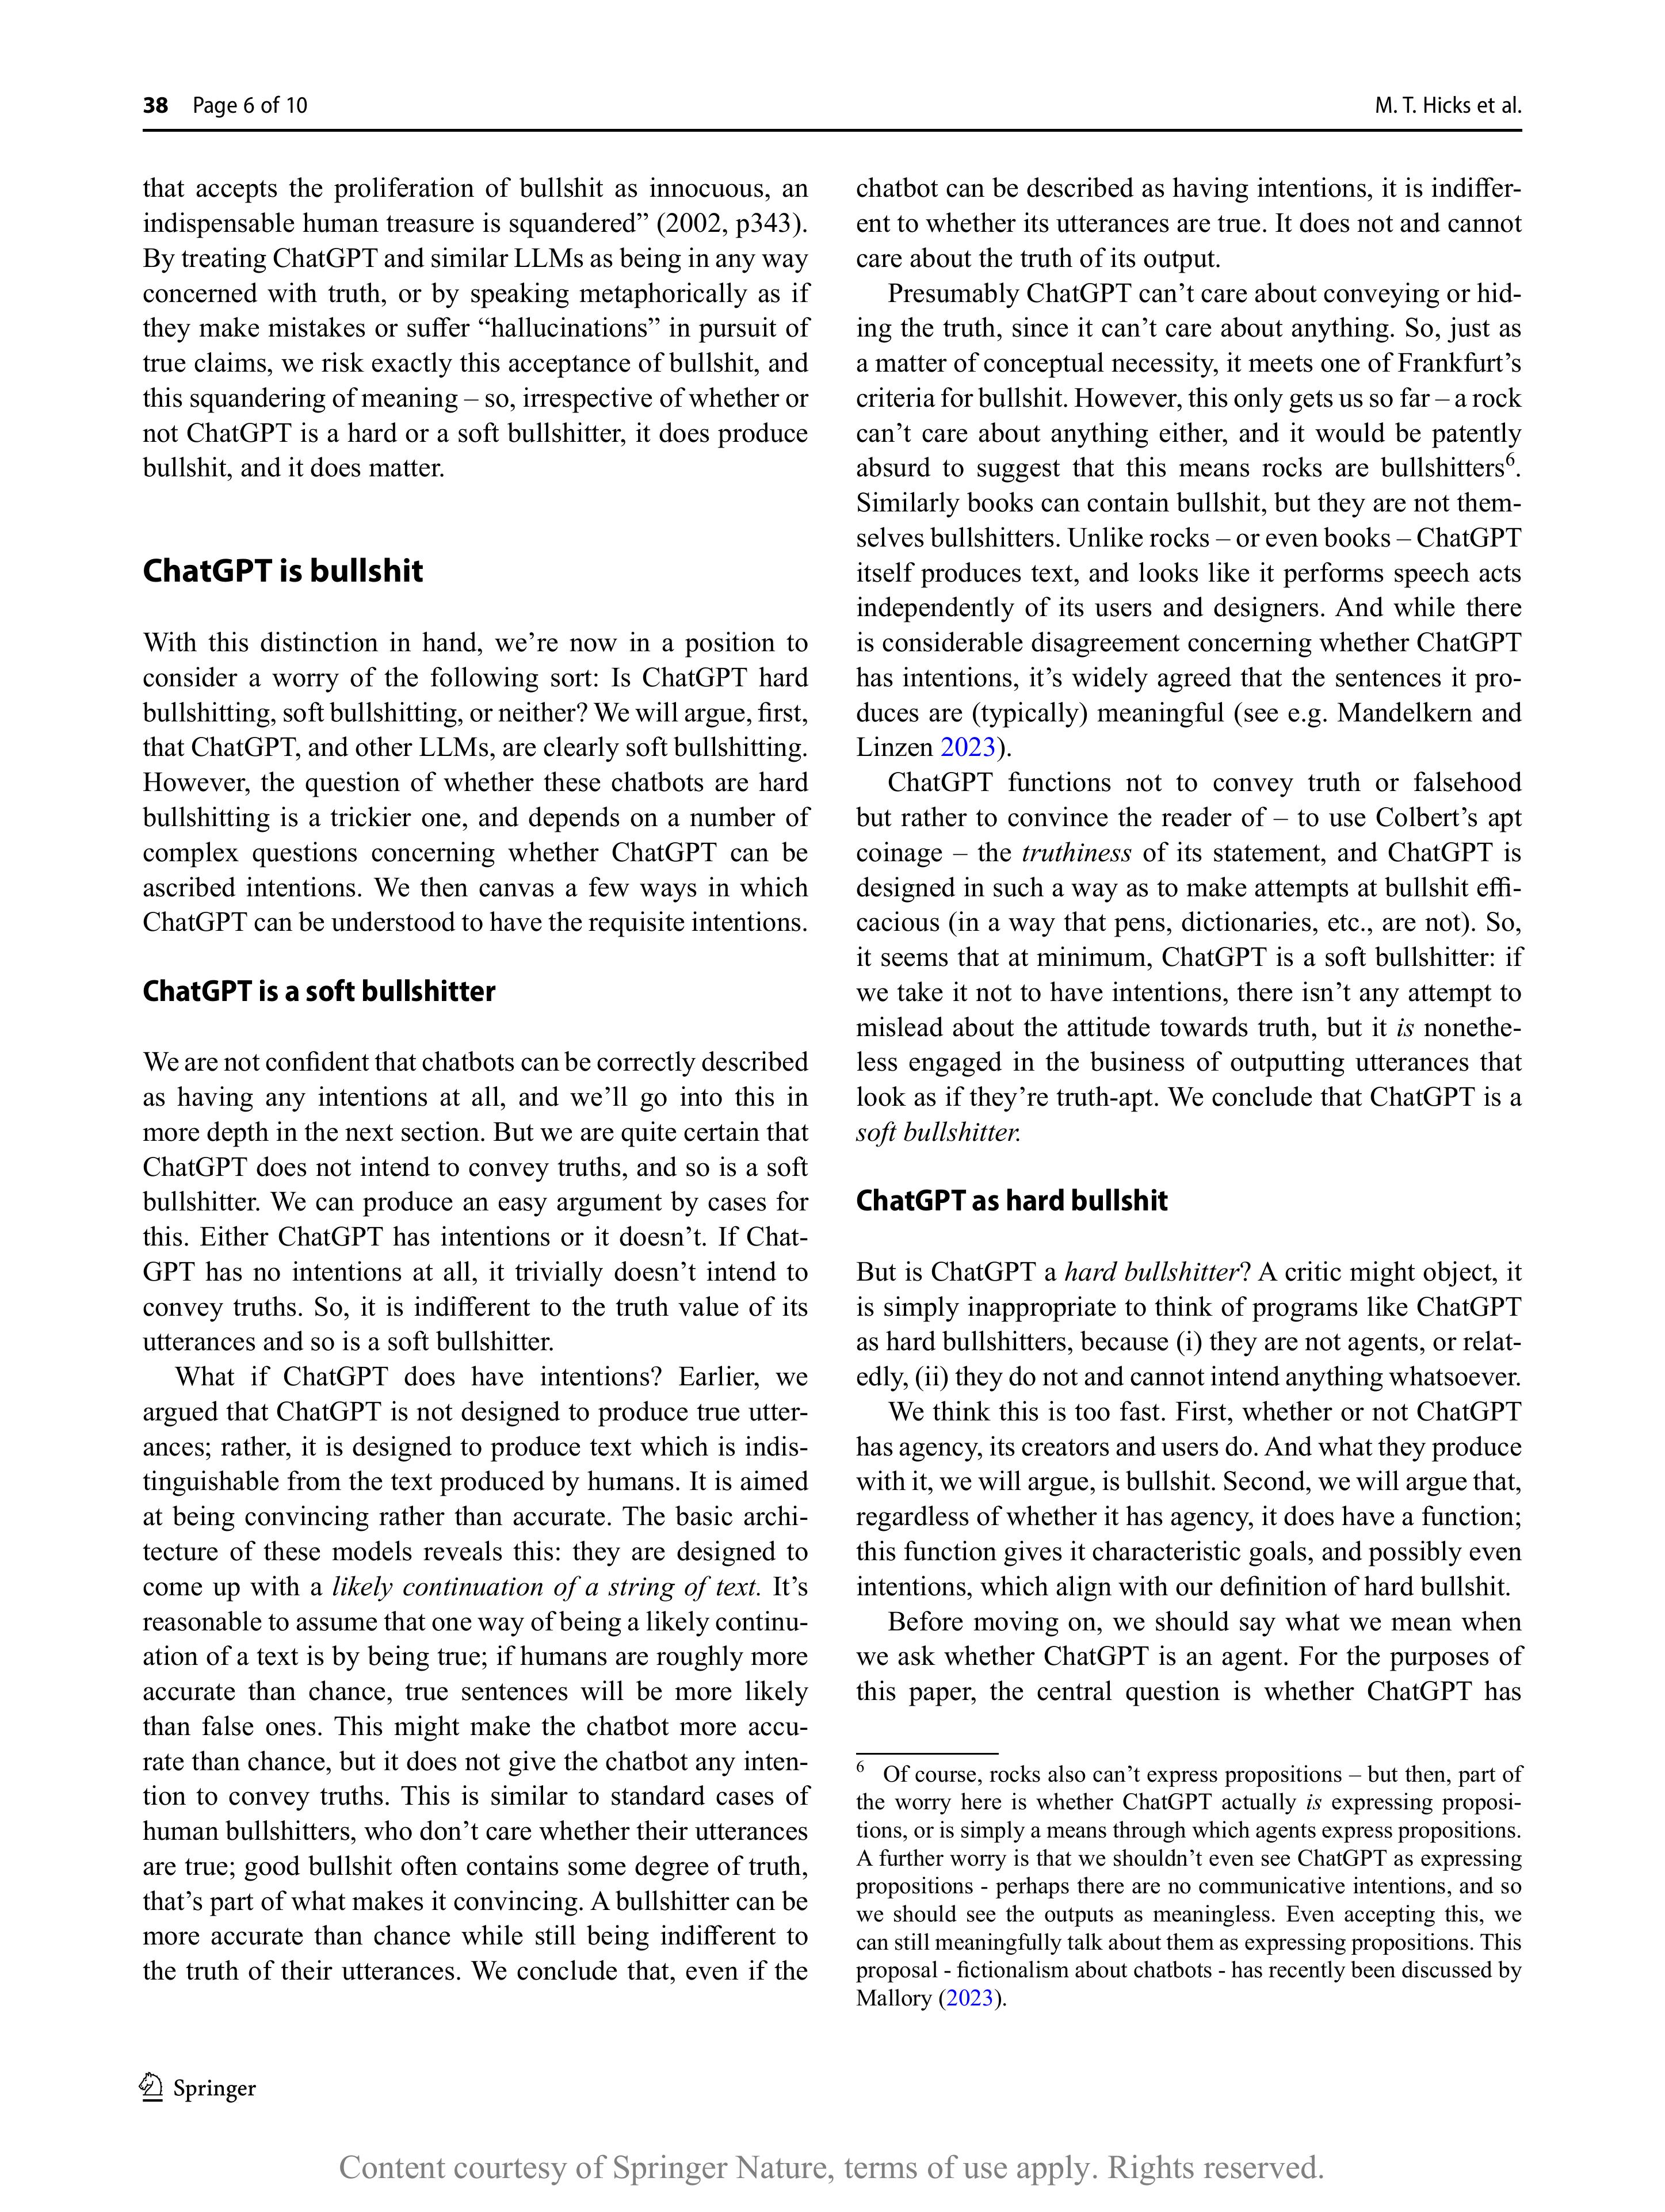 38 Page 6 of 10
M. T. Hicks et al.
that accepts the proliferation of bullshit as innocuous, an
indispensable human treasure is squandered” (2002, p343).
By treating ChatGPT and similar LLMs as being in any way
concerned with truth, or by speaking metaphorically as if
they make mistakes or suffer “hallucinations” in pursuit of
true claims, we risk exactly this acceptance of bullshit, and
this squandering of meaning – so, irrespective of whether or
not ChatGPT is a hard or a soft bullshitter, it does produce
bullshit, and it does matter.
ChatGPT is bullshit
With this distinction in hand, we’re now in a position to
consider a worry of the following sort: Is ChatGPT hard
bullshitting, soft bullshitting, or neither? We will argue, first,
that ChatGPT, and other LLMs, are clearly soft bullshitting.
However, the question of whether these chatbots are hard
bullshitting is a trickier one, and depends on a number of
complex questions concerning whether ChatGPT can be
ascribed intentions. We then canvas a few ways in which
ChatGPT can be understood to have the requisite intentions.
ChatGPT is a soft bullshitter
We are not confident that chatbots can be correctly described
as having any intentions at all, and we’ll go into this in
more depth in the next section. But we are quite certain that
ChatGPT does not intend to convey truths, and so is a soft
bullshitter. We can produce an easy argument by cases for
this. Either ChatGPT has intentions or it doesn’t. If Chat-
GPT has no intentions at all, it trivially doesn’t intend to
convey truths. So, it is indifferent to the truth value of its
utterances and so is a soft bullshitter.
What if ChatGPT does have intentions? Earlier, we
argued that ChatGPT is not designed to produce true utter-
ances; rather, it is designed to produce text which is indis-
tinguishable from the text produced by humans. It is aimed
at being convincing rather than accurate. The basic archi-
tecture of these models reveals this: they are designed to
come up with a likely continuation of a string of text. It’s
reasonable to assume that one way of being a likely continu-
ation of a text is by being true; if humans are roughly more
accurate than chance, true sentences will be more likely
than false ones. This might make the chatbot more accu-
rate than chance, but it does not give the chatbot any inten-
tion to convey truths. This is similar to standard cases of
human bullshitters, who don’t care whether their utterances
are true; good bullshit often contains some degree of truth,
that’s part of what makes it convincing. A bullshitter can be
more accurate than chance while still being indifferent to
the truth of their utterances. We conclude that, even if the
chatbot can be described as having intentions, it is indiffer-
ent to whether its utterances are true. It does not and cannot
care about the truth of its output.
Presumably ChatGPT can’t care about conveying or hid-
ing the truth, since it can’t care about anything. So, just as
a matter of conceptual necessity, it meets one of Frankfurt’s
criteria for bullshit. However, this only gets us so far – a rock
can’t care about anything either, and it would be patently
absurd to suggest that this means rocks are bullshitters6.
Similarly books can contain bullshit, but they are not them-
selves bullshitters. Unlike rocks – or even books – ChatGPT
itself produces text, and looks like it performs speech acts
independently of its users and designers. And while there
is considerable disagreement concerning whether ChatGPT
has intentions, it’s widely agreed that the sentences it pro-
duces are (typically) meaningful (see e.g. Mandelkern and
Linzen 2023).
ChatGPT functions not to convey truth or falsehood
but rather to convince the reader of – to use Colbert’s apt
coinage – the truthiness of its statement, and ChatGPT is
designed in such a way as to make attempts at bullshit effi-
cacious (in a way that pens, dictionaries, etc., are not). So,
it seems that at minimum, ChatGPT is a soft bullshitter: if
we take it not to have intentions, there isn’t any attempt to
mislead about the attitude towards truth, but it is nonethe-
less engaged in the business of outputting utterances that
look as if they’re truth-apt. We conclude that ChatGPT is a
soft bullshitter.
ChatGPT as hard bullshit
But is ChatGPT a hard bullshitter? A critic might object, it
is simply inappropriate to think of programs like ChatGPT
as hard bullshitters, because (i) they are not agents, or relat-
edly, (ii) they do not and cannot intend anything whatsoever.
We think this is too fast. First, whether or not ChatGPT
has agency, its creators and users do. And what they produce
with it, we will argue, is bullshit. Second, we will argue that,
regardless of whether it has agency, it does have a function;
this function gives it characteristic goals, and possibly even
intentions, which align with our definition of hard bullshit.
Before moving on, we should say what we mean when
we ask whether ChatGPT is an agent. For the purposes of
this paper, the central question is whether ChatGPT has
6 Of course, rocks also can’t express propositions – but then, part of
the worry here is whether ChatGPT actually is expressing proposi-
tions, or is simply a means through which agents express propositions.
A further worry is that we shouldn’t even see ChatGPT as expressing
propositions - perhaps there are no communicative intentions, and so
we should see the outputs as meaningless. Even accepting this, we
can still meaningfully talk about them as expressing propositions. This
proposal - fictionalism about chatbots - has recently been discussed by
Mallory (2023).
Springer
Content courtesy of Springer Nature, terms of use apply. Rights reserved.